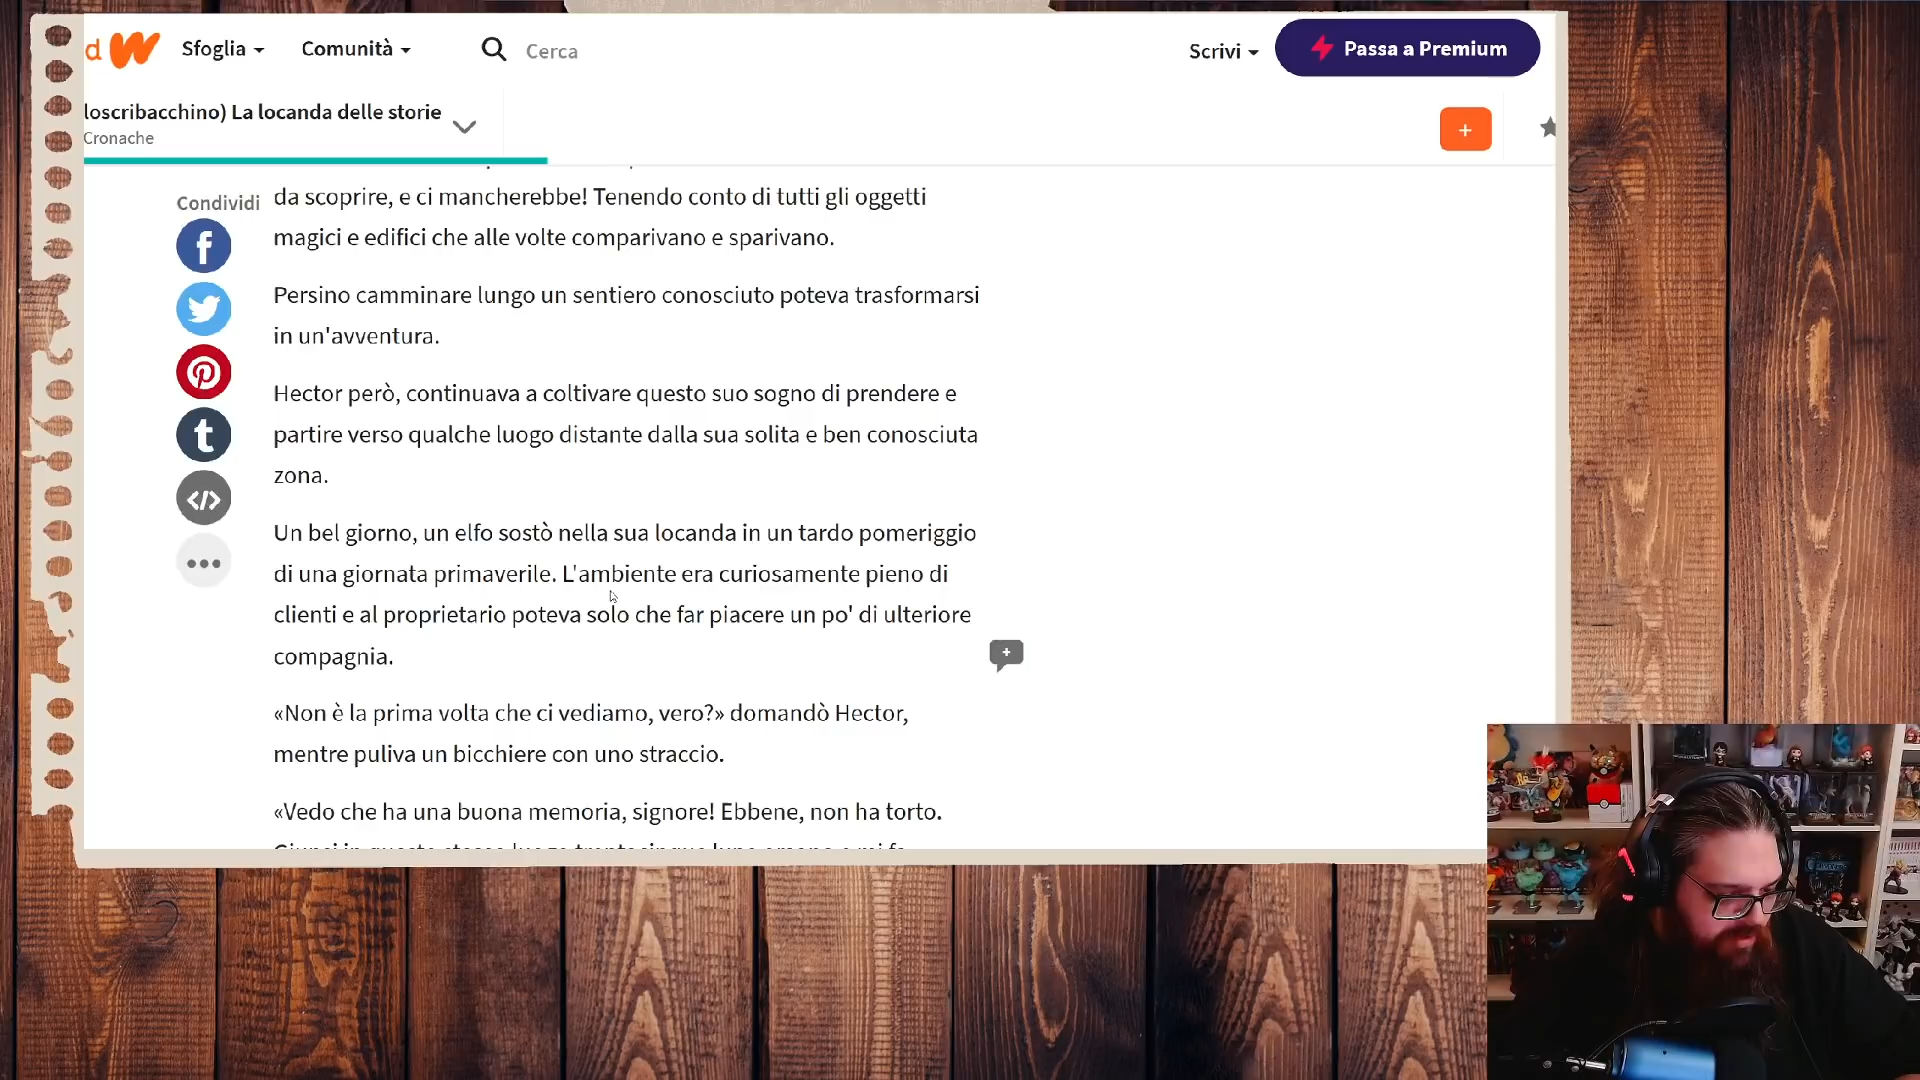 d
Sfoglia
Comunità
Cerca
Scrivi
Passa a Premium
loscribacchino) La locanda delle storie
Cronache
+
Condividi
da scoprire, e ci mancherebbe! Tenendo conto di tutti gli oggetti
magici e edifici che alle volte comparivano e sparivano.
Persino camminare lungo un sentiero conosciuto poteva trasformarsi
in un'avventura.
Hector però, continuava a coltivare questo suo sogno di prendere e
partire verso qualche luogo distante dalla sua solita e ben conosciuta
zona.
Un bel giorno, un elfo sostò nella sua locanda in un tardo pomeriggio
di una giornata primaverile. L'ambiente era curiosamente pieno di
clienti e al proprietario poteva solo che far piacere un po' di ulteriore
compagnia.
+
«Non è la prima volta che ci vediamo, vero?» domandò Hector,
mentre puliva un bicchiere con uno straccio.
«Vedo che ha una buona memoria, signore! Ebbene, non ha torto.